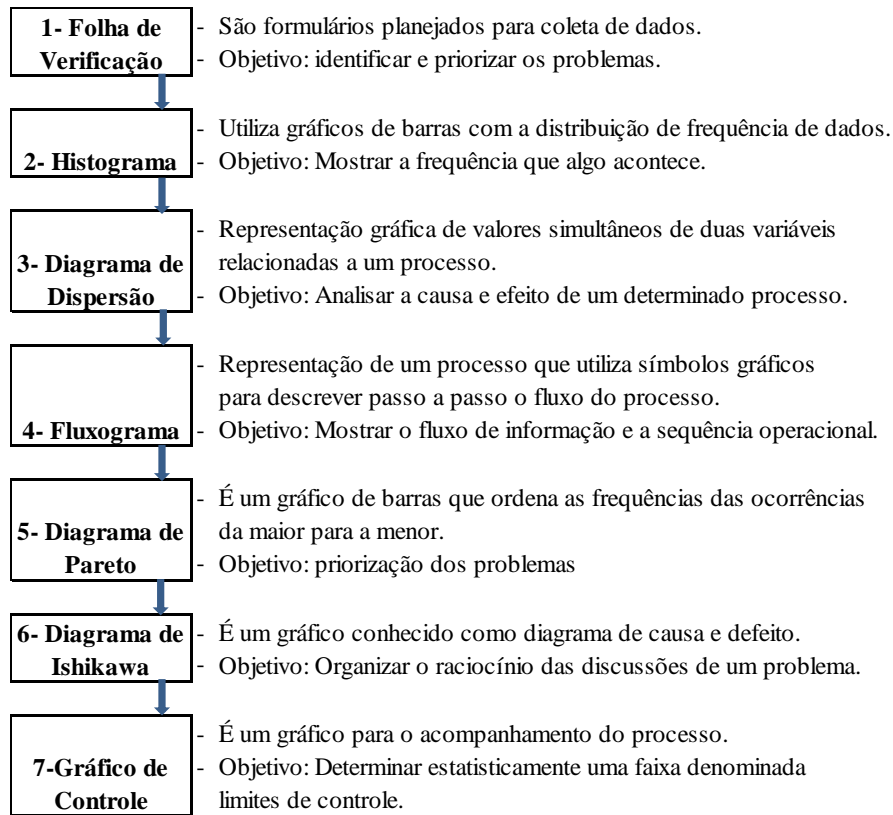 1- Folha de
Verificação
- São formulários planejados para coleta de dados.
- Objetivo: identificar e priorizar os problemas.
2- Histograma
- Utiliza gráficos de barras com a distribuição de frequência de dados.
- Objetivo: Mostrar a frequência que algo acontece.
3- Diagrama de
Dispersão
- Representação gráfica de valores simultâneos de duas variáveis
relacionadas a um processo.
- Objetivo: Analisar a causa e efeito de um determinado processo.
4- Fluxograma
- Representação de um processo que utiliza símbolos gráficos
para descrever passo a passo o fluxo do processo.
- Objetivo: Mostrar o fluxo de informação e a sequência operacional.
5- Diagrama de
Pareto
- É um gráfico de barras que ordena as frequências das ocorrências
da maior para a menor.
- Objetivo: priorização dos problemas
6- Diagrama de
Ishikawa
- É um gráfico conhecido como diagrama de causa e defeito.
- Objetivo: Organizar o raciocínio das discussões de um problema.
7-Gráfico de
Controle
- É um gráfico para o acompanhamento do processo.
- Objetivo: Determinar estatisticamente uma faixa denominada
limites de controle.